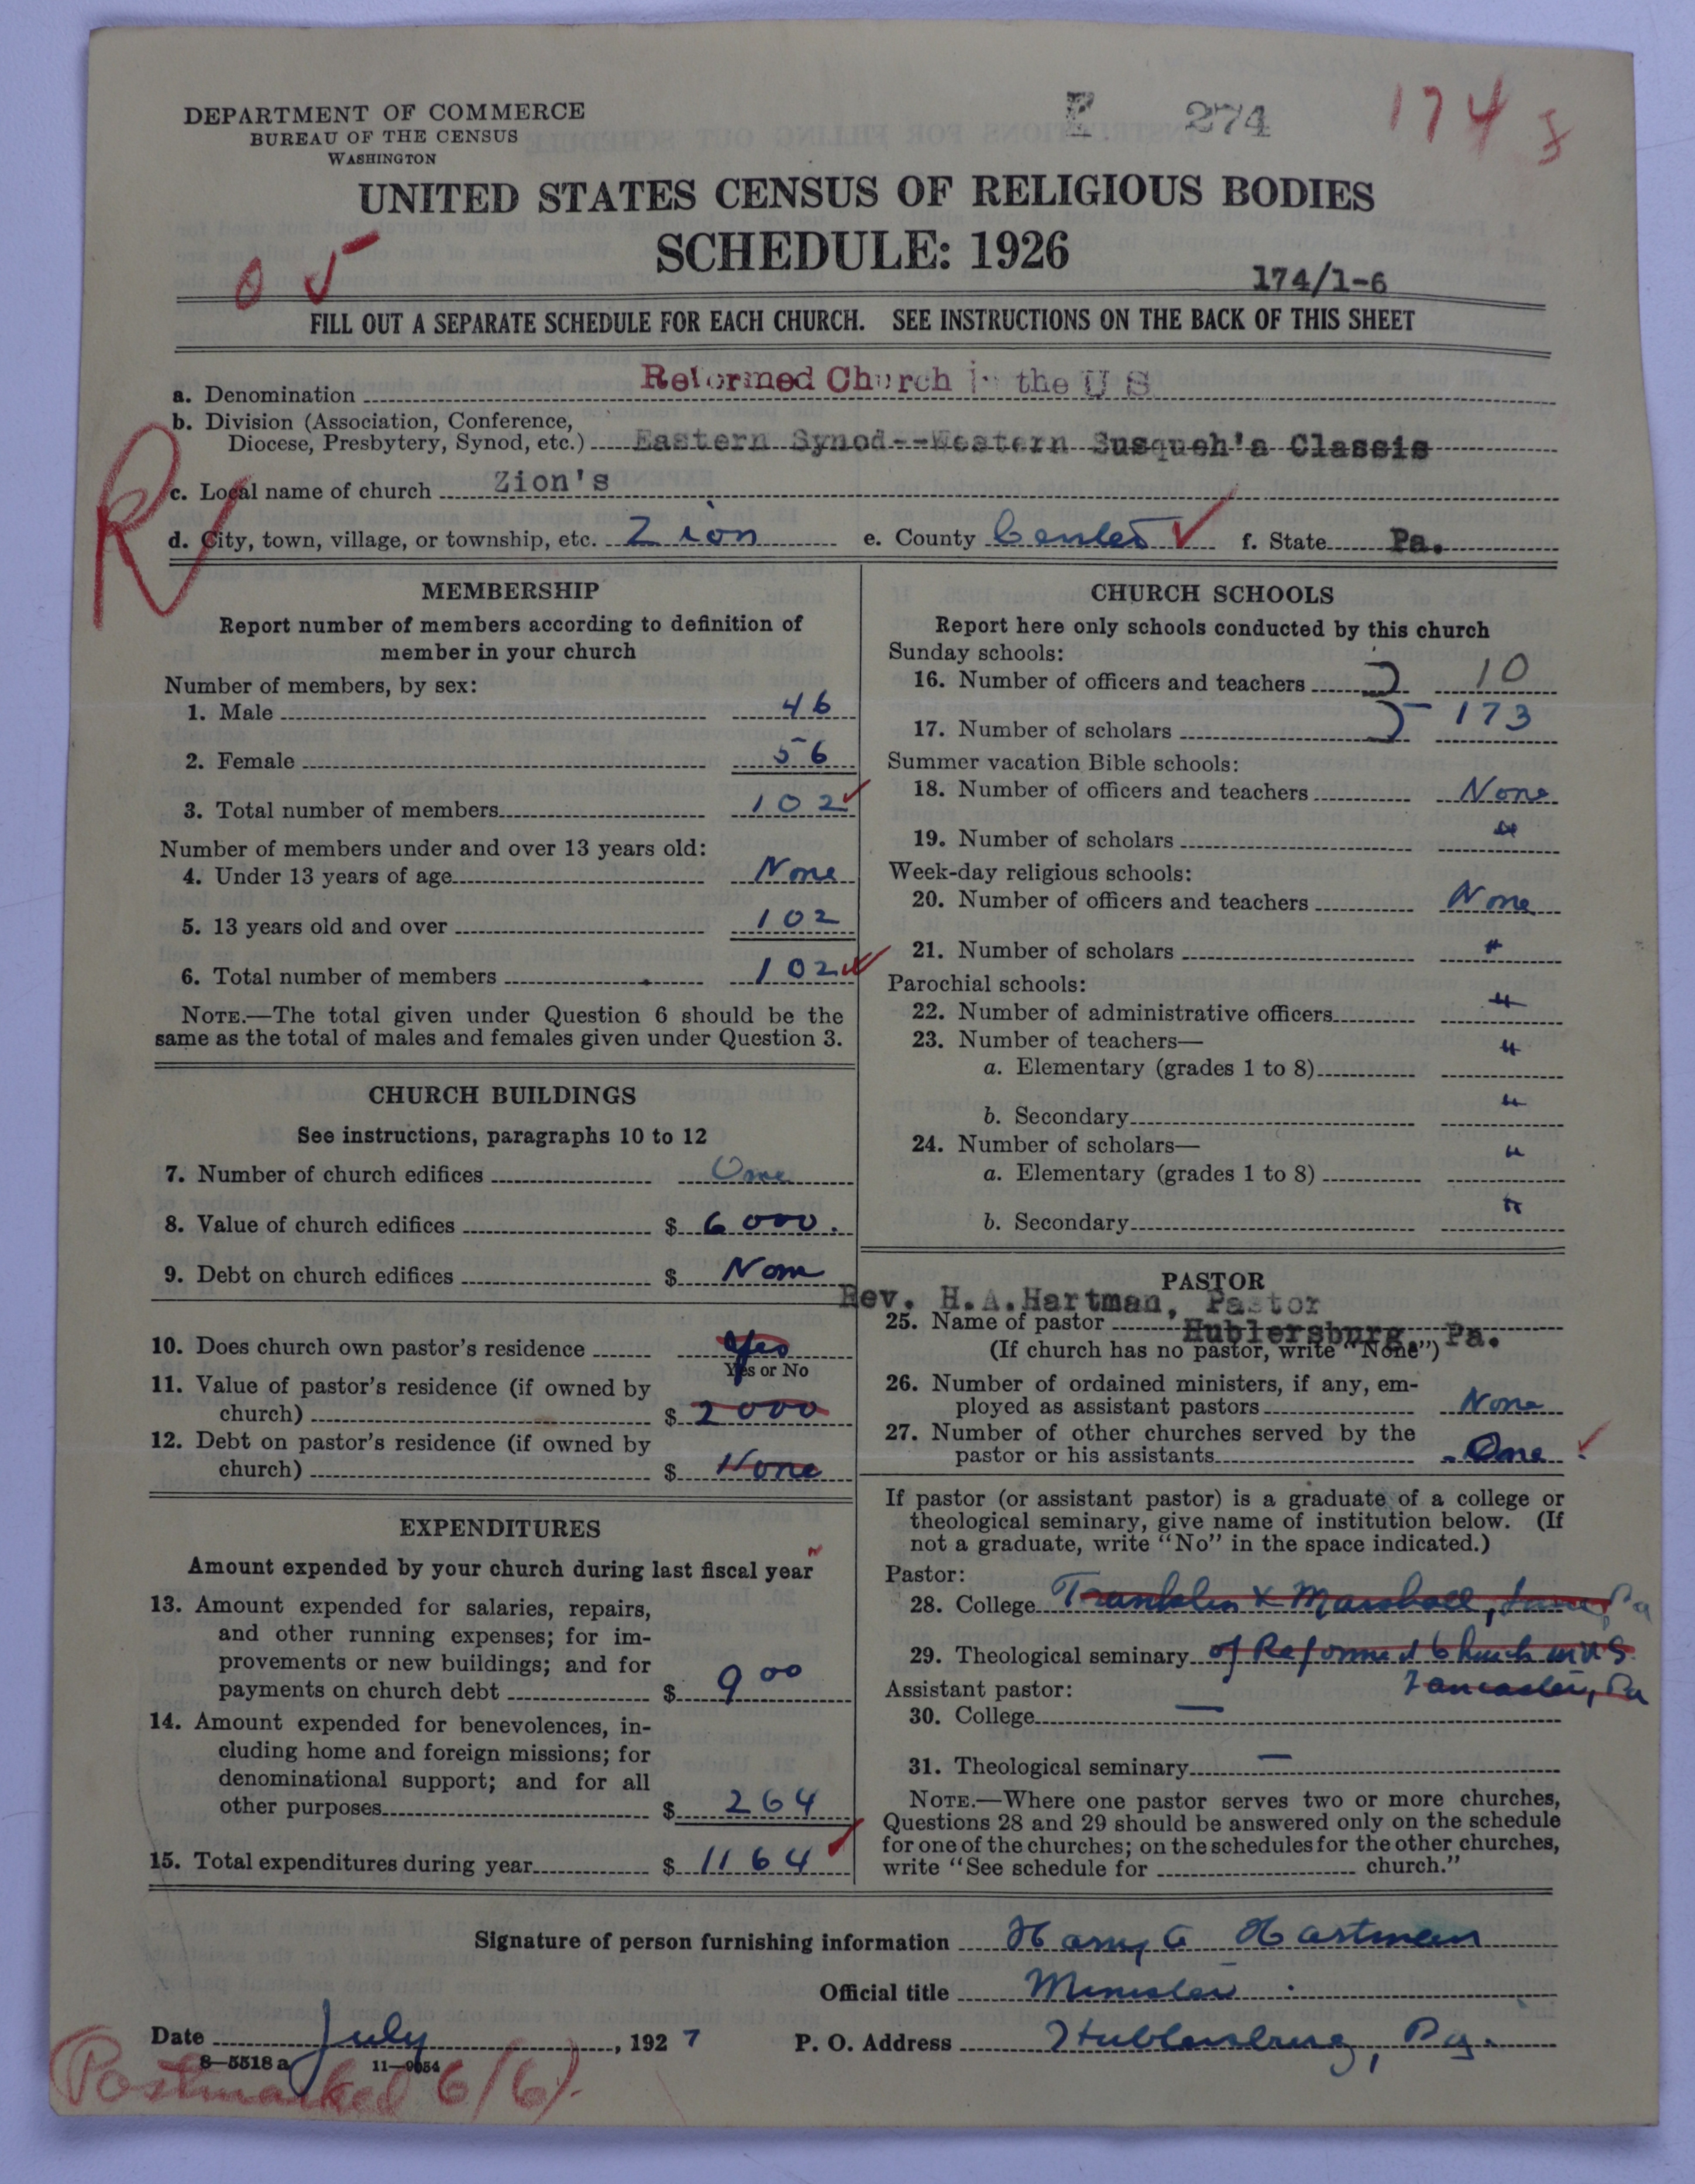 DEPARTMENT OF COMMERCE
BUREAU OF THE CENSUS
WASHINGTON
274
174
UNITED STATES CENSUS OF RELIGIOUS BODIES
SCHEDULE: 1926
174/1-6
FILL OUT A SEPARATE SCHEDULE FOR EACH CHURCH. SEE INSTRUCTIONS ON THE BACK OF THIS SHEET
a. Denomination Reformed Church in the U S
b. Division (Association, Conference,
Diocese, Presbytery, Synod, etc.) Eastern Synod--Western Susqueh'a Classis
c. Local name of church Zion's
R
d. City, town, village, or township, etc. Zion e. County Centre f. State Pa.
MEMBERSHIP
Report number of members according to definition of
member in your church
Number of members, by sex:
1. Male 46
2. Female 56
3. Total number of members 102
Number of members under and over 13 years old:
4. Under 13 years of age None
5. 13 years old and over 102
6. Total number of members 102
NOTE.—The total given under Question 6 should be the
same as the total of males and females given under Question 3.
CHURCH BUILDINGS
See instructions, paragraphs 10 to 12
7. Number of church edifices One
8. Value of church edifices $ 6000.
9. Debt on church edifices $ None
10. Does church own pastor's residence Yes
Yes or No
11. Value of pastor's residence (if owned by
church) $ 2000
12. Debt on pastor's residence (if owned by
church) $ None
EXPENDITURES
Amount expended by your church during last fiscal year
13. Amount expended for salaries, repairs,
and other running expenses; for im-
provements or new buildings; and for
payments on church debt $ 900
14. Amount expended for benevolences, in-
cluding home and foreign missions; for
denominational support; and for all
other purposes $ 264
15. Total expenditures during year $ 1164
CHURCH SCHOOLS
Report here only schools conducted by this church
Sunday schools:
16. Number of officers and teachers 10
17. Number of scholars 173
Summer vacation Bible schools:
18. Number of officers and teachers None
19. Number of scholars "
Week-day religious schools:
20. Number of officers and teachers None
21. Number of scholars "
Parochial schools:
22. Number of administrative officers "
23. Number of teachers— "
a. Elementary (grades 1 to 8)
b. Secondary "
24. Number of scholars—
a. Elementary (grades 1 to 8) "
b. Secondary "
PASTOR
Rev. H.A.Hartman, Pastor
25. Name of pastor Hublersburg, Pa.
(If church has no pastor, write "None")
26. Number of ordained ministers, if any, em-
ployed as assistant pastors None
27. Number of other churches served by the
pastor or his assistants One
If pastor (or assistant pastor) is a graduate of a college or
theological seminary, give name of institution below. (If
not a graduate, write "No" in the space indicated.)
Pastor:
28. College Franklin & Marshall, Lanc, Pa
29. Theological seminary of Reformed Church in U S
Lancaster, Pa
Assistant pastor:
30. College —
31. Theological seminary —
NOTE.—Where one pastor serves two or more churches,
Questions 28 and 29 should be answered only on the schedule
for one of the churches; on the schedules for the other churches,
write "See schedule for church."
Signature of person furnishing information Harry A Hartman
Official title Minister
Date July, 1927 P. O. Address Hublersburg, Pa.
8—5518a 11—9054
Postmarked 6/6/